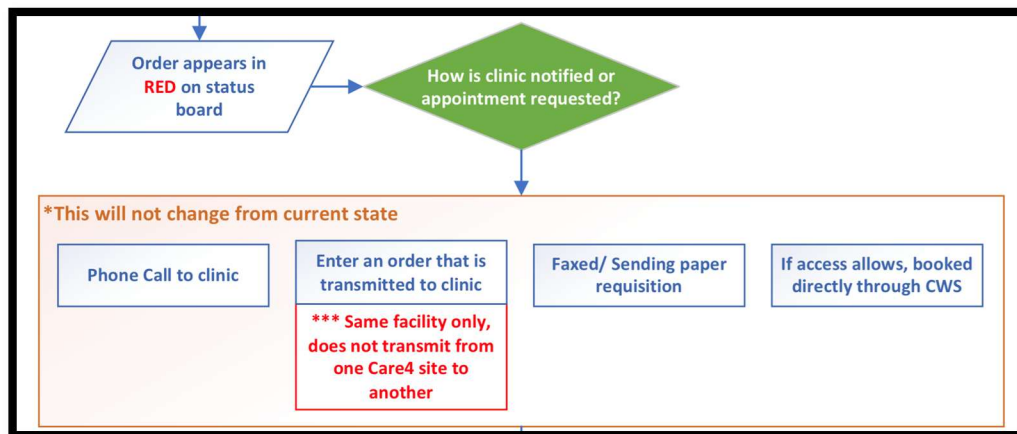 Order appears in
RED on status
board
How is clinic notified or
appointment requested?
*This will not change from current state
Phone Call to clinic
Enter an order that is
transmitted to clinic
*** Same facility only,
does not transmit from
one Care4 site to
another
Faxed/ Sending paper
requisition
If access allows, booked
directly through CWS